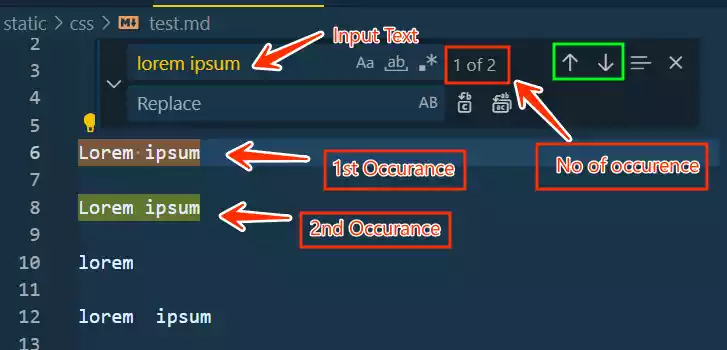 static > css > test.md
Input Text
lorem ipsum Aa ab .* 1 of 2
Replace AB
2
3
4
5
6 Lorem ipsum
1st Occurance
No of occurence
7
8 Lorem ipsum
2nd Occurance
9
10 lorem
11
12 lorem  ipsum
13